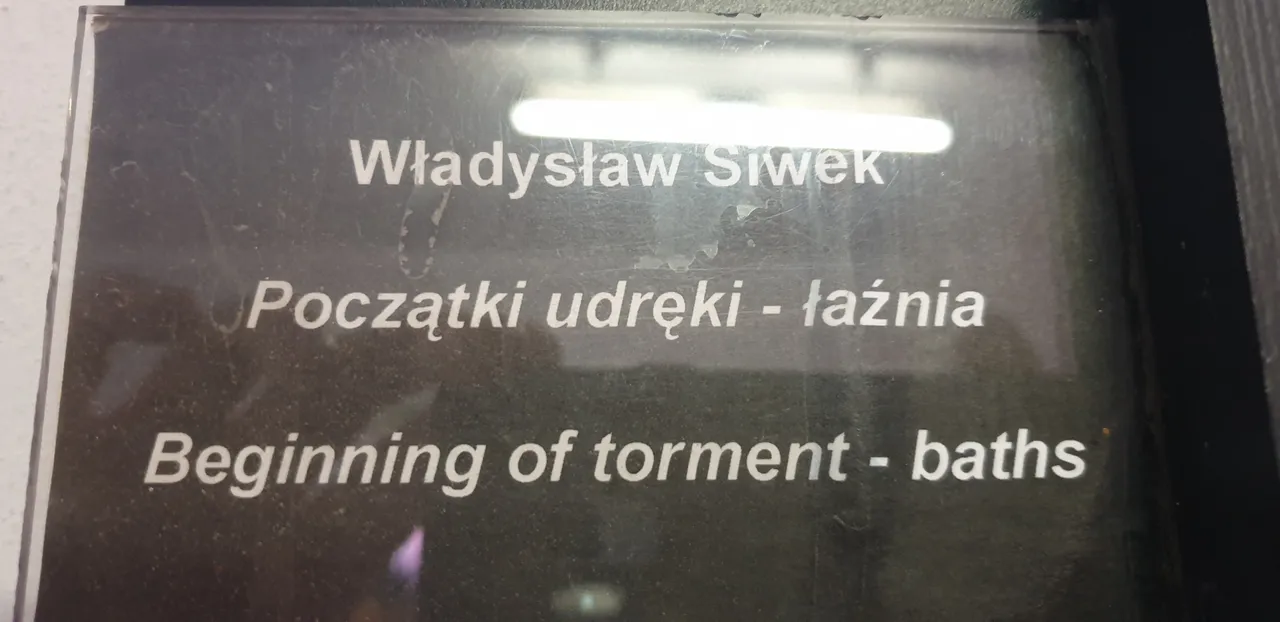 Władysław Siwek
Początki udręki - łaźnia
Beginning of torment - baths